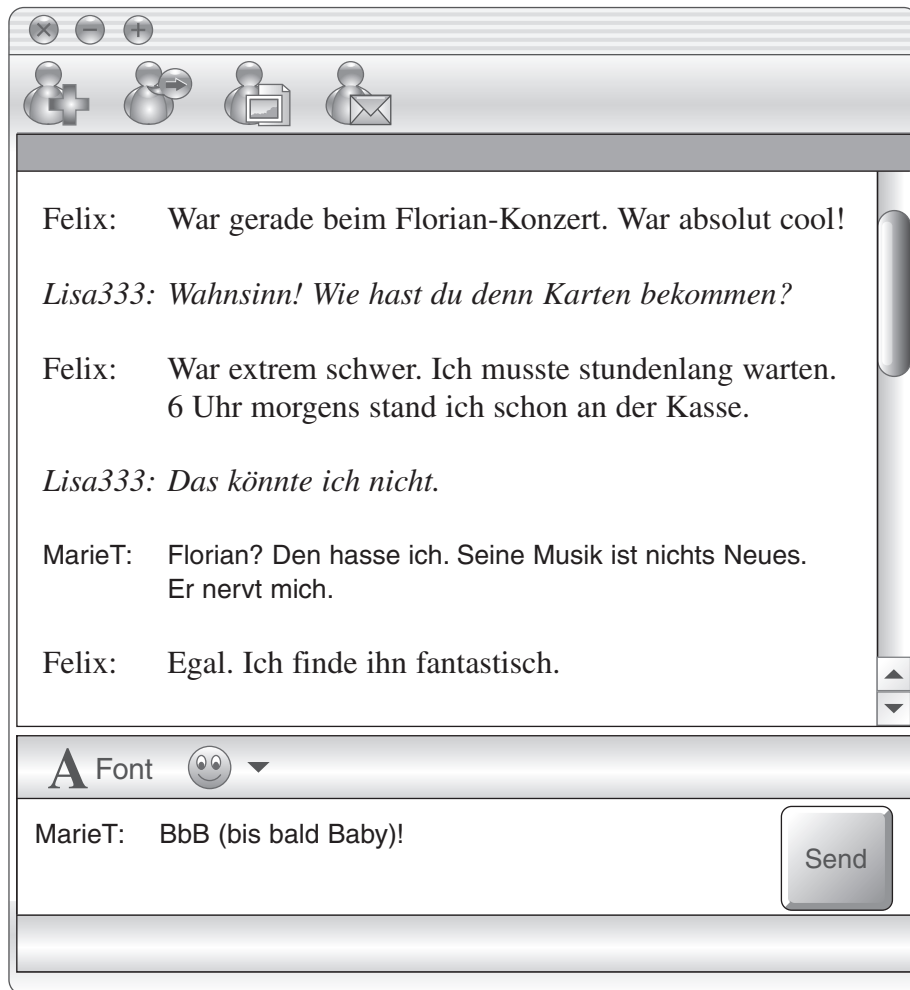 Felix: War gerade beim Florian-Konzert. War absolut cool!
Lisa333: Wahnsinn! Wie hast du denn Karten bekommen?
Felix: War extrem schwer. Ich musste stundenlang warten.
6 Uhr morgens stand ich schon an der Kasse.
Lisa333: Das könnte ich nicht.
MarieT: Florian? Den hasse ich. Seine Musik ist nichts Neues.
Er nervt mich.
Felix: Egal. Ich finde ihn fantastisch.
A Font
MarieT: BbB (bis bald Baby)!
Send